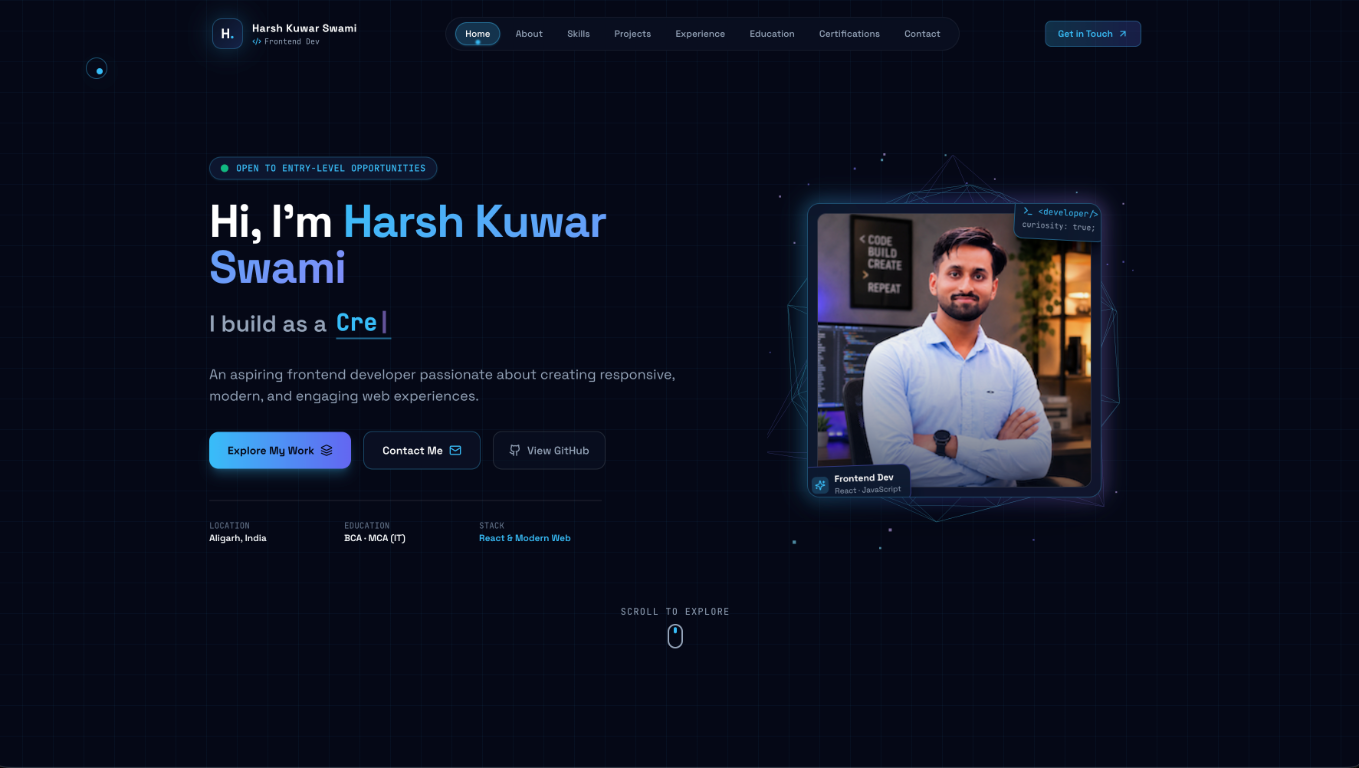 H.
Harsh Kuwar Swami
</> Frontend Dev
Home
About
Skills
Projects
Experience
Education
Certifications
Contact
Get in Touch
OPEN TO ENTRY-LEVEL OPPORTUNITIES
Hi, I'm Harsh Kuwar
Swami
I build as a Cre
An aspiring frontend developer passionate about creating responsive,
modern, and engaging web experiences.
Explore My Work
Contact Me
View GitHub
LOCATION
Aligarh, India
EDUCATION
BCA · MCA (IT)
STACK
React & Modern Web
>_ <developer/>
curiosity: true;
< CODE
BUILD
CREATE
>
REPEAT
Frontend Dev
React · JavaScript
SCROLL TO EXPLORE